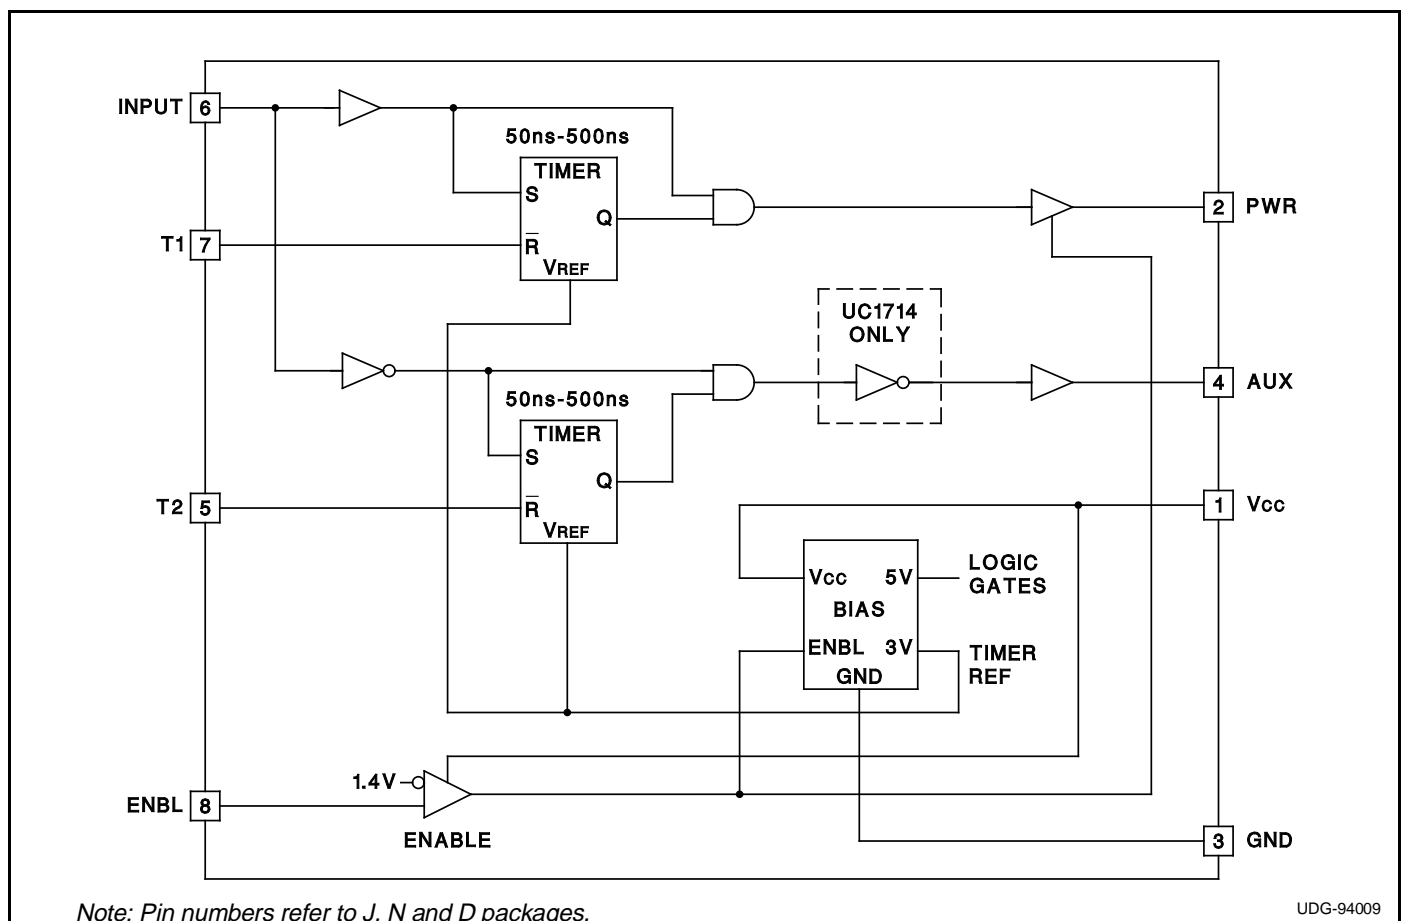 INPUT 6
50ns-500ns
TIMER
S
Q
R
VREF
T1 7
2 PWR
UC1714
ONLY
4 AUX
50ns-500ns
TIMER
S
Q
R
VREF
T2 5
1 Vcc
Vcc 5V
BIAS
ENBL 3V
GND
LOGIC
GATES
TIMER
REF
1.4V
ENBL 8
ENABLE
3 GND
Note: Pin numbers refer to J, N and D packages.
UDG-94009